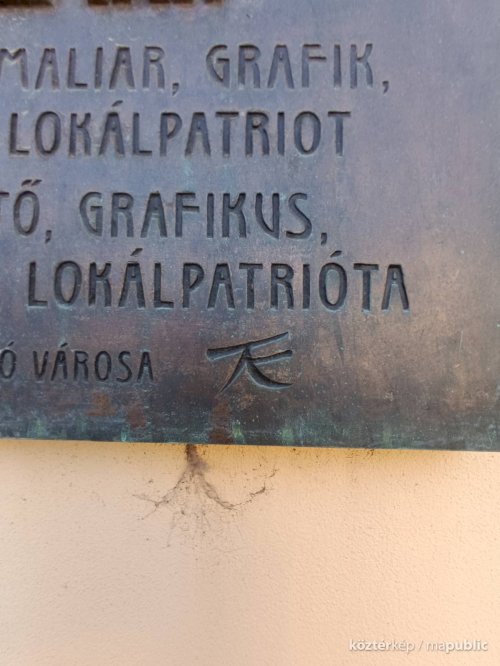 MALIAR, GRAFIK,
LOKÁLPATRIOT
TŐ, GRAFIKUS,
LOKÁLPATRIÓTA
Ó VÁROSA
köztérkép / mapublic